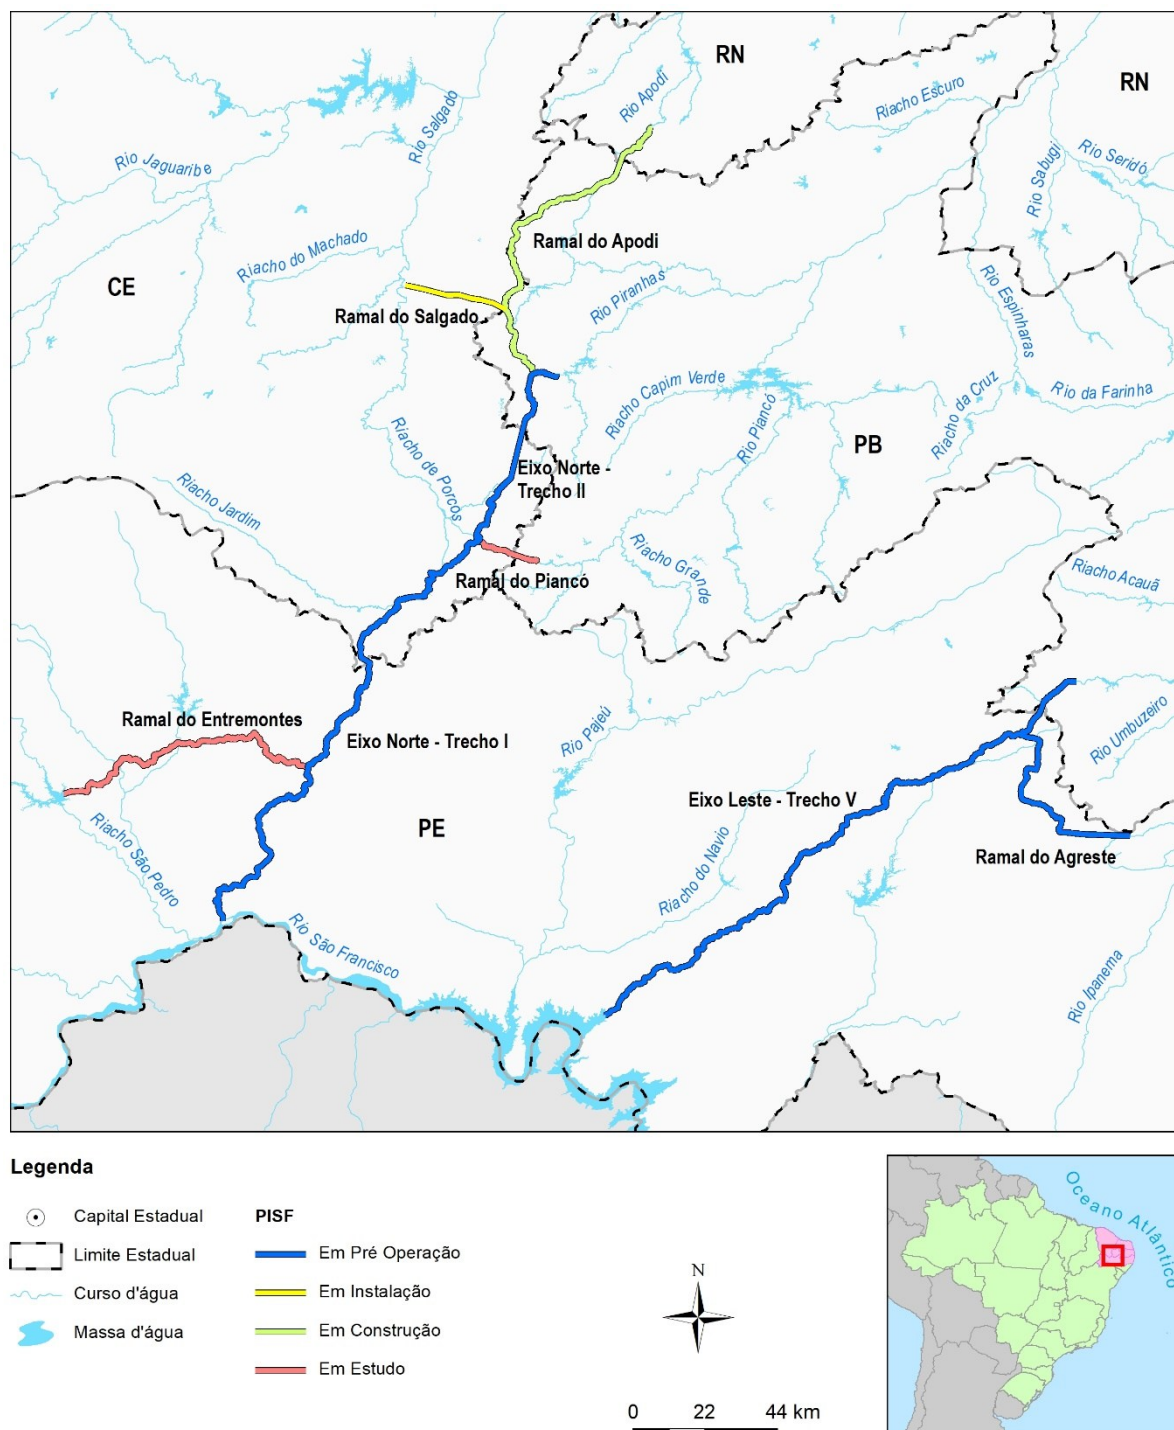 RN
RN
Rio Apodi
Riacho Escuro
Rio Salgado
Rio Jaguaribe
Rio Sabugi
Rio Seridó
Riacho do Machado
Ramal do Apodi
CE
Rio Piranhas
Rio Espinharas
Ramal do Salgado
Riacho Capim Verde
Rio Piancó
Riacho da Cruz
Rio da Farinha
Riacho de Porcos
PB
Eixo Norte -
Trecho II
Riacho Jardim
Riacho Grande
Ramal do Piancó
Riacho Acauã
Ramal do Entremontes
Eixo Norte - Trecho I
Rio Pajeú
Rio Umbuzeiro
Eixo Leste - Trecho V
PE
Riacho São Pedro
Riacho do Navio
Ramal do Agreste
Rio São Francisco
Rio Ipanema
Legenda
Capital Estadual
Limite Estadual
Curso d'água
Massa d'água
PISF
Em Pré Operação
Em Instalação
Em Construção
Em Estudo
N
0 22 44 km
Oceano Atlântico